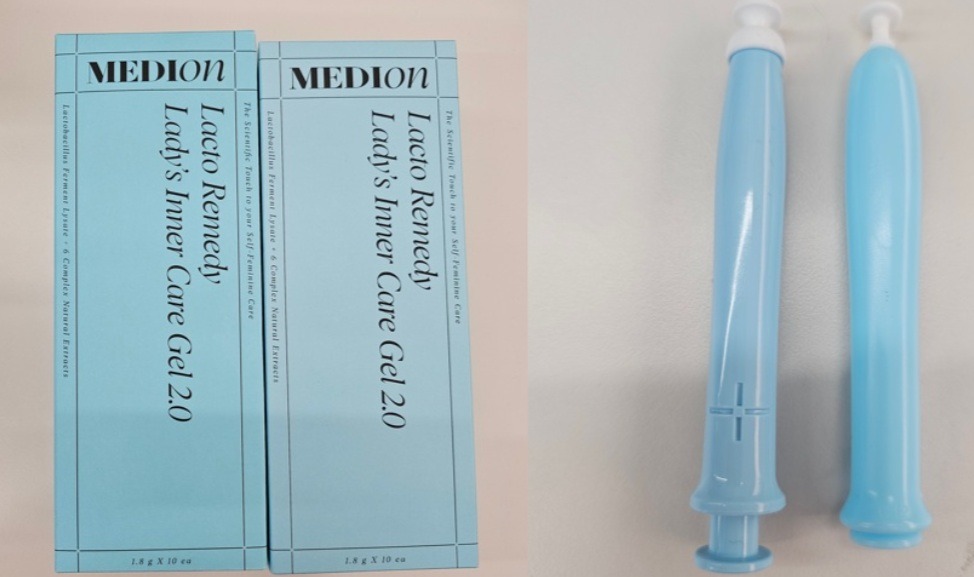 MEDION
The Scientific Touch to your Self-Feminine Care
Lacto Remedy
Lady's Inner Care Gel 2.0
Lactobacillus Ferment Lysate + 6 Complex Natural Extracts
1.8 g X 10 ea
MEDION
The Scientific Touch to your Self-Feminine Care
Lacto Remedy
Lady's Inner Care Gel 2.0
Lactobacillus Ferment Lysate + 6 Complex Natural Extracts
1.8 g X 10 ea